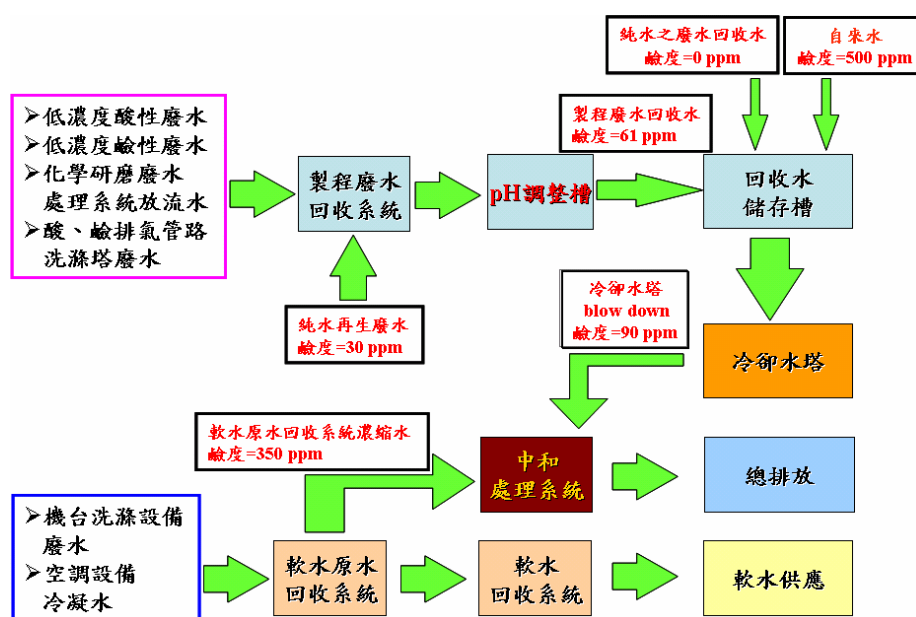 純水之廢水回收水
鹼度=0 ppm
自來水
鹼度=500 ppm
➢低濃度酸性廢水
➢低濃度鹼性廢水
➢化學研磨廢水
處理系統放流水
➢酸、鹼排氣管路
洗滌塔廢水
製程廢水
回收系統
pH調整槽
製程廢水回收水
鹼度=61 ppm
回收水
儲存槽
純水再生廢水
鹼度=30 ppm
冷卻水塔
blow down
鹼度=90 ppm
冷卻水塔
軟水原水回收系統濃縮水
鹼度=350 ppm
中和
處理系統
總排放
➢機台洗滌設備
廢水
➢空調設備
冷凝水
軟水原水
回收系統
軟水
回收系統
軟水供應